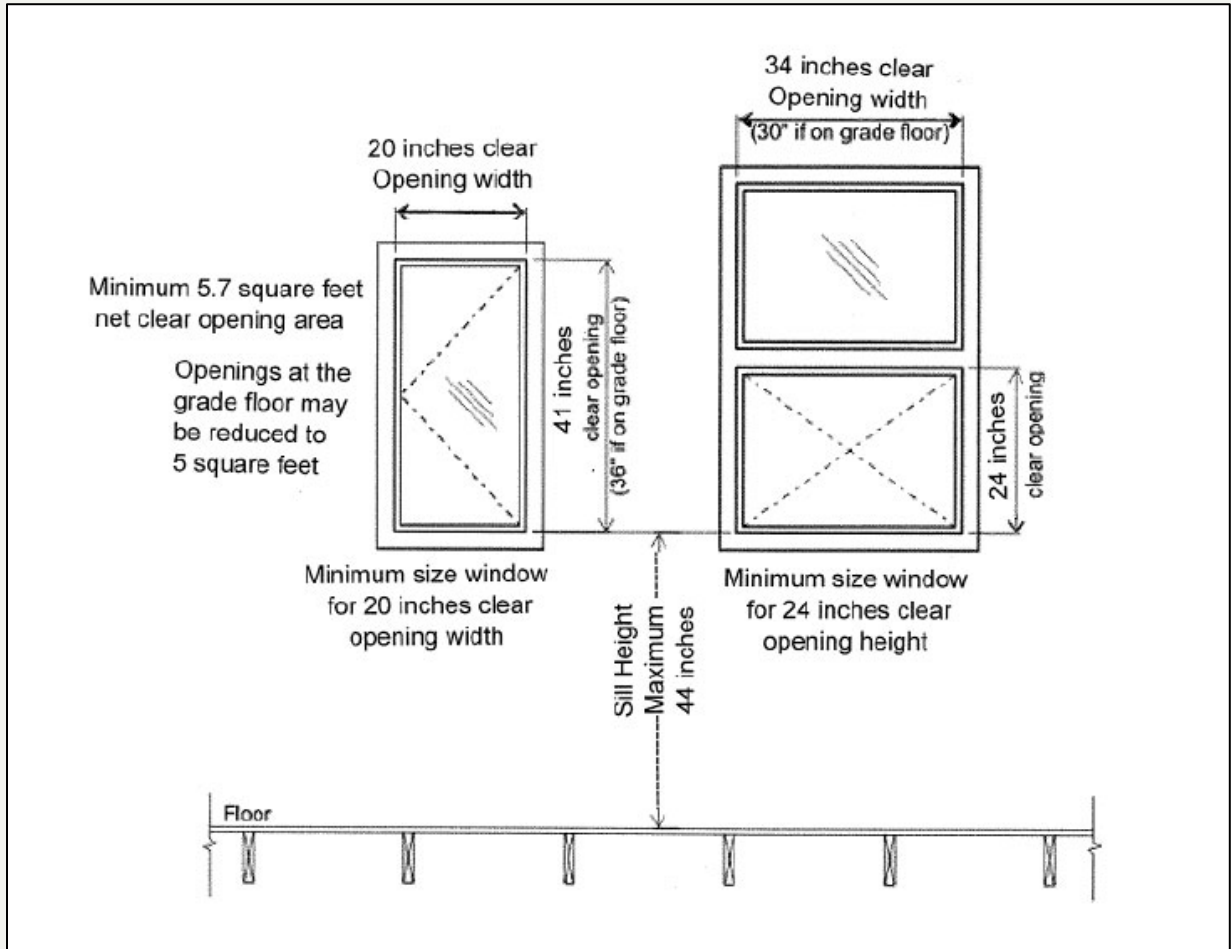 34 inches clear
Opening width
(30" if on grade floor)
20 inches clear
Opening width
Minimum 5.7 square feet
net clear opening area
Openings at the
grade floor may
be reduced to
5 square feet
41 inches
clear opening
(36" if on grade floor)
24 inches
clear opening
Minimum size window
for 20 inches clear
opening width
Minimum size window
for 24 inches clear
opening height
Sill Height
Maximum
44 inches
Floor